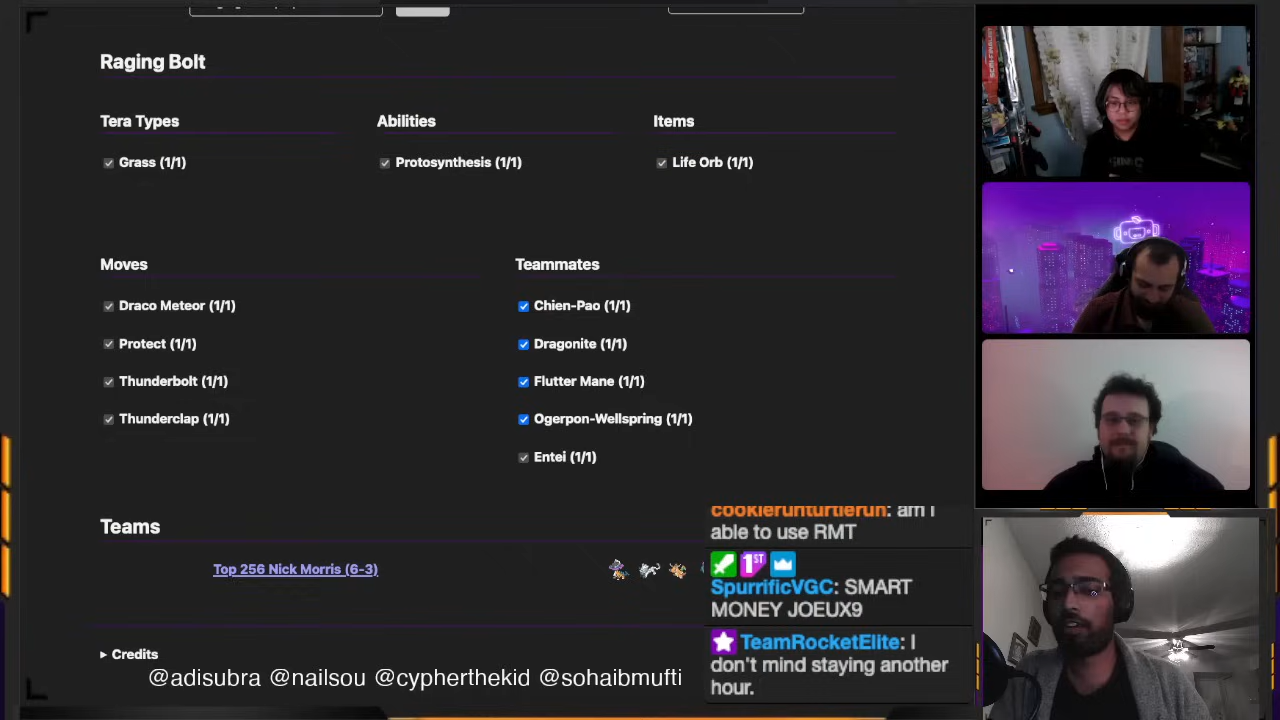 Raging Bolt
Tera Types
Abilities
Items
Grass (1/1)
Protosynthesis (1/1)
Life Orb (1/1)
Moves
Teammates
Draco Meteor (1/1)
Chien-Pao (1/1)
Protect (1/1)
Dragonite (1/1)
Thunderbolt (1/1)
Flutter Mane (1/1)
Thunderclap (1/1)
Ogerpon-Wellspring (1/1)
Entei (1/1)
Teams
Top 256 Nick Morris (6-3)
cookierunturtlerun: am I
able to use RMT
1ST
SpurrificVGC: SMART
MONEY JOEUX9
TeamRocketElite: I
don't mind staying another
hour.
▸ Credits
@adisubra @nailsou @cypherthekid @sohaibmufti